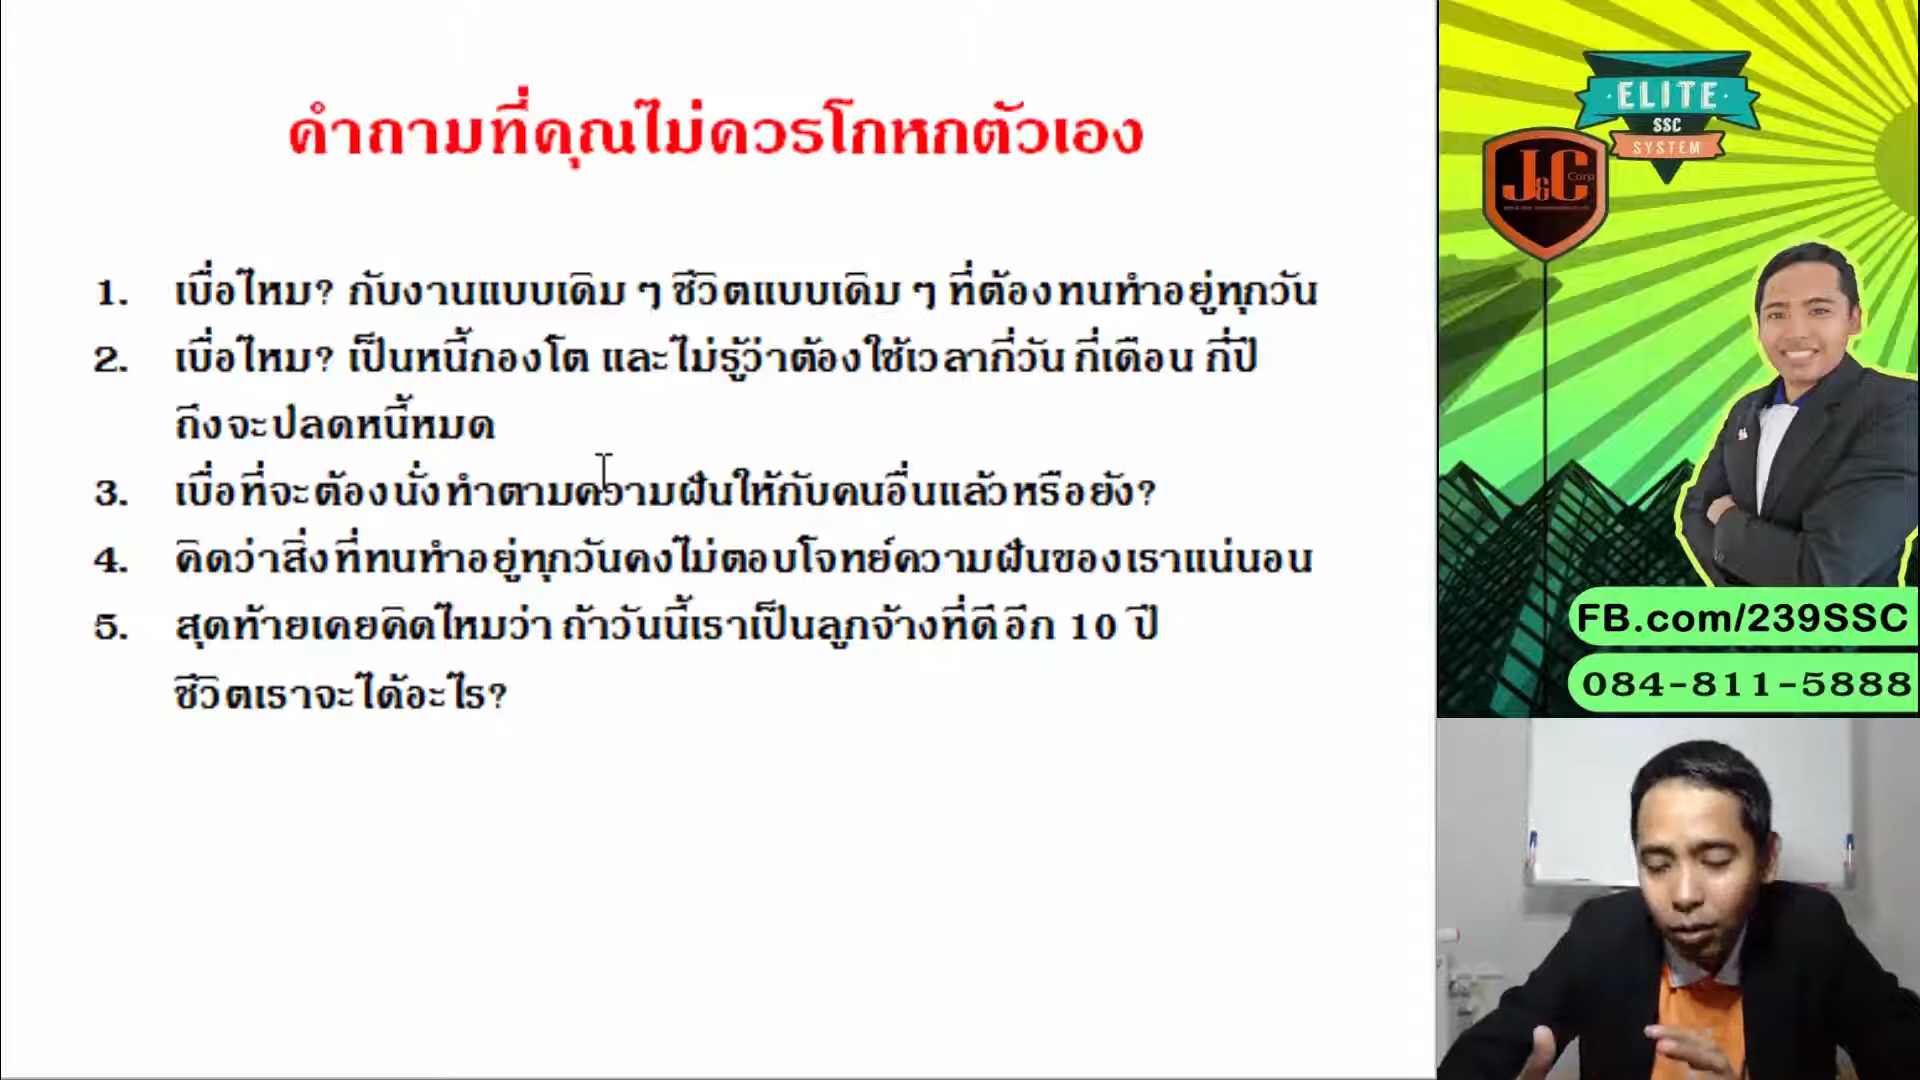 คำถามที่คุณไม่ควรโกหกตัวเอง
1. เบื่อไหม? กับงานแบบเดิม ๆ ชีวิตแบบเดิม ๆ ที่ต้องทนทำอยู่ทุกวัน
2. เบื่อไหม? เป็นหนี้กองโต และไม่รู้ว่าต้องใช้เวลากี่วัน กี่เดือน กี่ปี
ถึงจะปลดหนี้หมด
3. เบื่อที่จะต้องนั่งทำตามความฝันให้กับคนอื่นแล้วหรือยัง?
4. คิดว่าสิ่งที่ทนทำอยู่ทุกวันคงไม่ตอบโจทย์ความฝันของเราแน่นอน
5. สุดท้ายเคยคิดไหมว่า ถ้าวันนี้เราเป็นลูกจ้างที่ดีอีก 10 ปี
ชีวิตเราจะได้อะไร?
ELITE
SSC
SYSTEM
J&C
Corp
FB.com/239SSC
084-811-5888